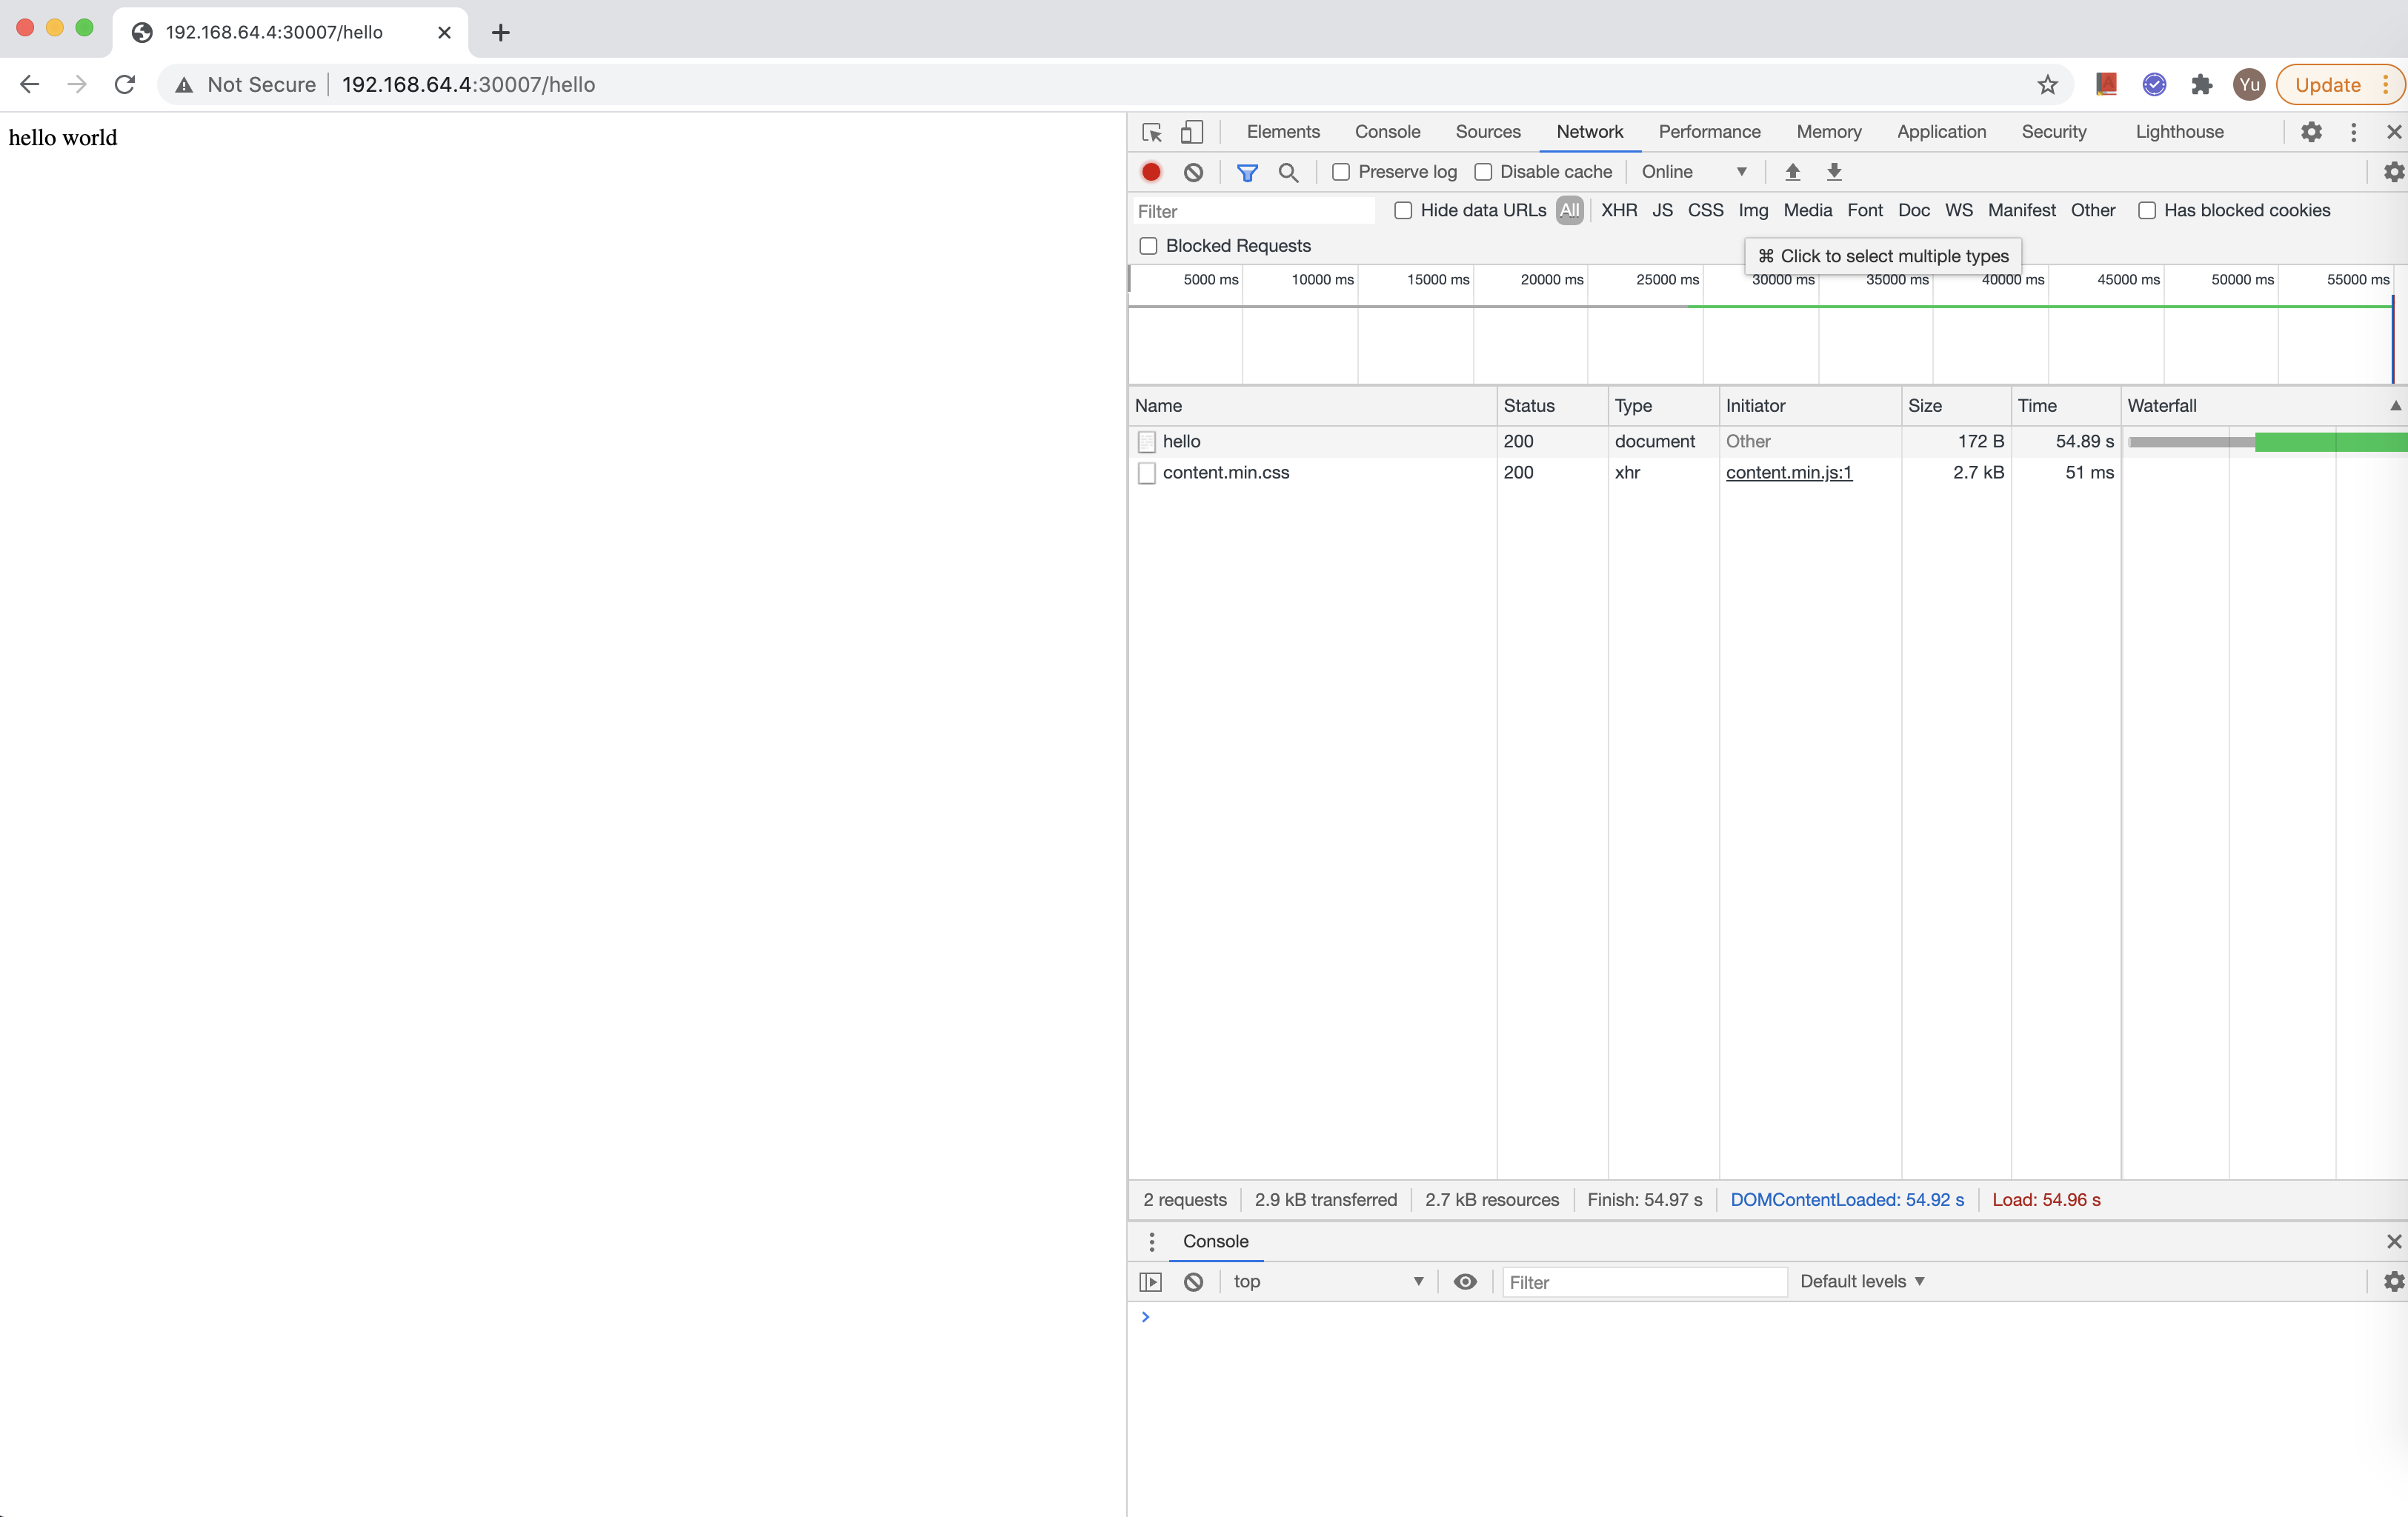 192.168.64.4:30007/hello
Not Secure 192.168.64.4:30007/hello Yu Update
hello world
Elements Console Sources Network Performance Memory Application Security Lighthouse
Preserve log Disable cache Online
Filter Hide data URLs All XHR JS CSS Img Media Font Doc WS Manifest Other Has blocked cookies
Blocked Requests
⌘ Click to select multiple types
5000 ms 10000 ms 15000 ms 20000 ms 25000 ms 30000 ms 35000 ms 40000 ms 45000 ms 50000 ms 55000 ms
Name Status Type Initiator Size Time Waterfall
hello 200 document Other 172 B 54.89 s
content.min.css 200 xhr content.min.js:1 2.7 kB 51 ms
2 requests 2.9 kB transferred 2.7 kB resources Finish: 54.97 s DOMContentLoaded: 54.92 s Load: 54.96 s
Console
top Filter Default levels